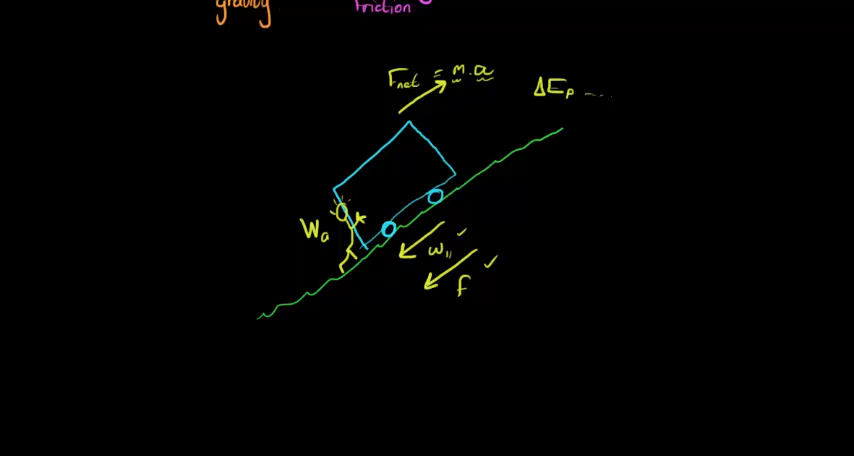 gravity
friction
Fnet = m.a
ΔEp ....
Wa
w||
f